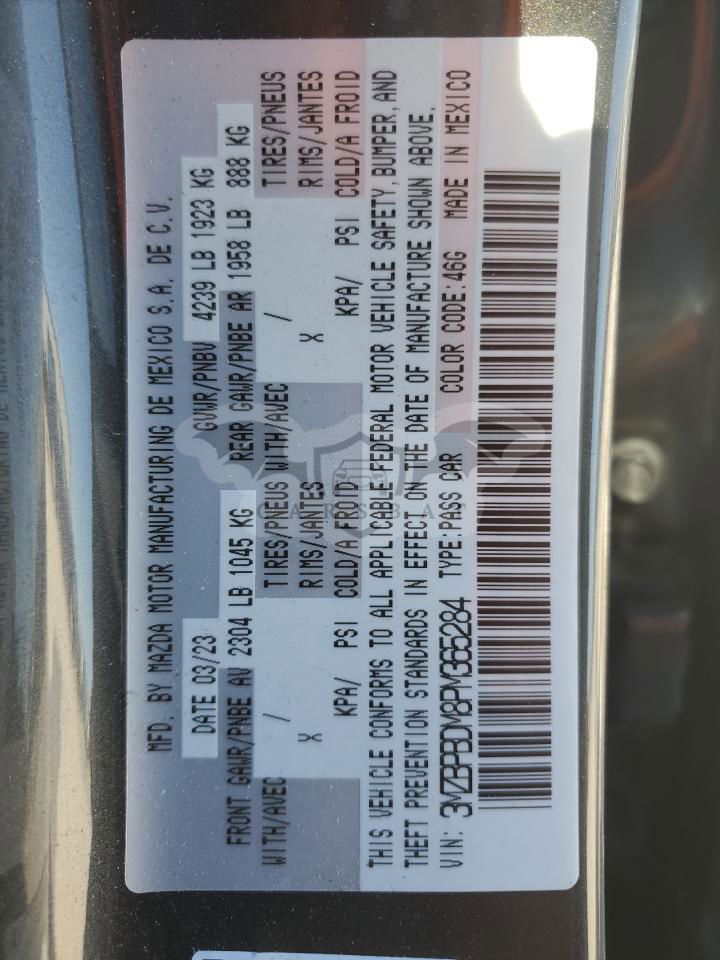 MFD. BY MAZDA MOTOR MANUFACTURING DE MEXICO S.A. DE C.V.
DATE 03/23 GVWR/PNBV 4239 LB 1923 KG
FRONT GAWR/PNBE AV 2304 LB 1045 KG REAR GAWR/PNBE AR 1958 LB 888 KG
WITH/AVEC / TIRES/PNEUS WITH/AVEC / TIRES/PNEUS
X RIMS/JANTES X RIMS/JANTES
KPA/ PSI COLD/A FROID KPA/ PSI COLD/A FROID
THIS VEHICLE CONFORMS TO ALL APPLICABLE FEDERAL MOTOR VEHICLE SAFETY, BUMPER, AND
THEFT PREVENTION STANDARDS IN EFFECT ON THE DATE OF MANUFACTURE SHOWN ABOVE.
VIN: 3MZBPBDM8PM365284 TYPE:PASS CAR COLOR CODE:46G MADE IN MEXICO
CARSBAT